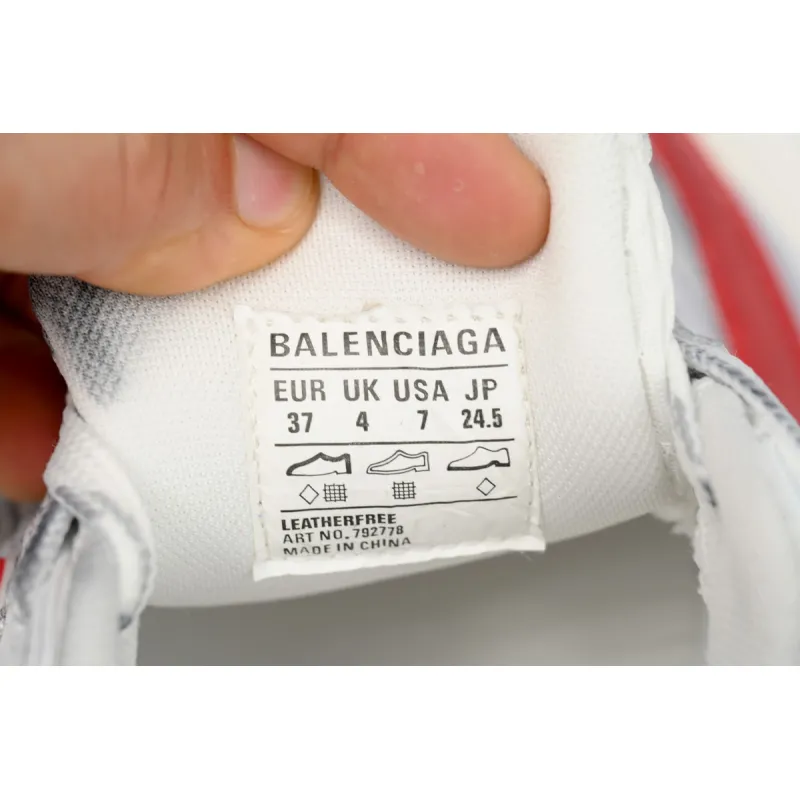 BALENCIAGA
EUR UK USA JP
37 4 7 24.5
LEATHERFREE
ART NO.792778
MADE IN CHINA